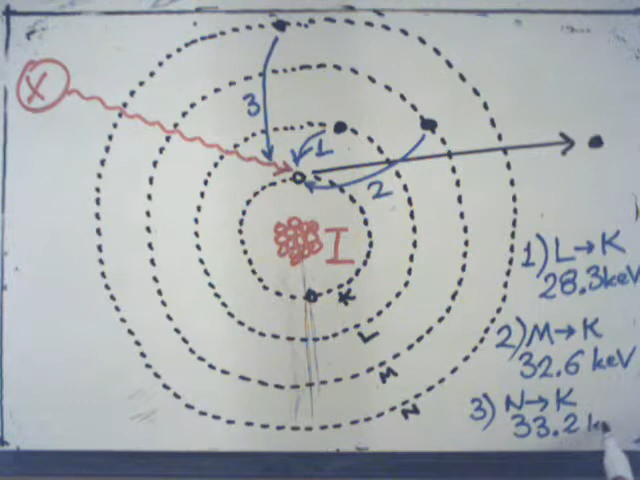 X
3
1
2
I
K
L
M
N
1) L→K
28.3keV
2) M→K
32.6 keV
3) N→K
33.2 k